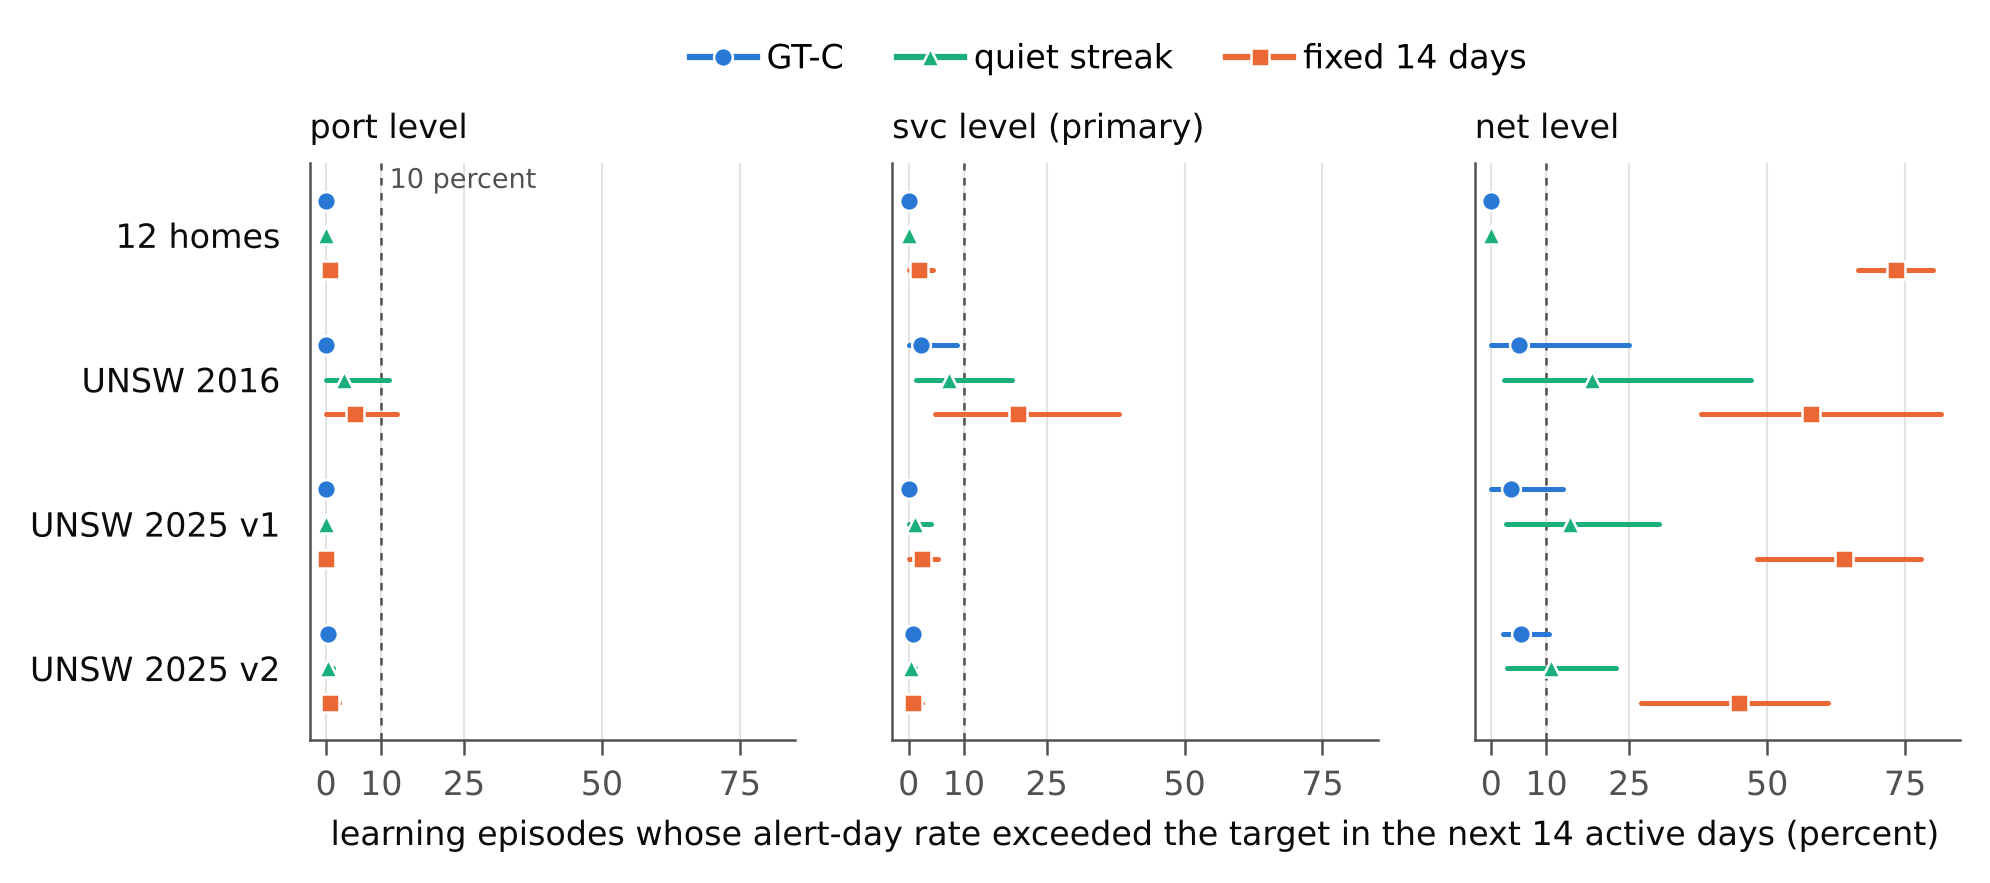 GT-C quiet streak fixed 14 days
port level svc level (primary) net level
10 percent
12 homes
UNSW 2016
UNSW 2025 v1
UNSW 2025 v2
0 10 25 50 75 0 10 25 50 75 0 10 25 50 75
learning episodes whose alert-day rate exceeded the target in the next 14 active days (percent)